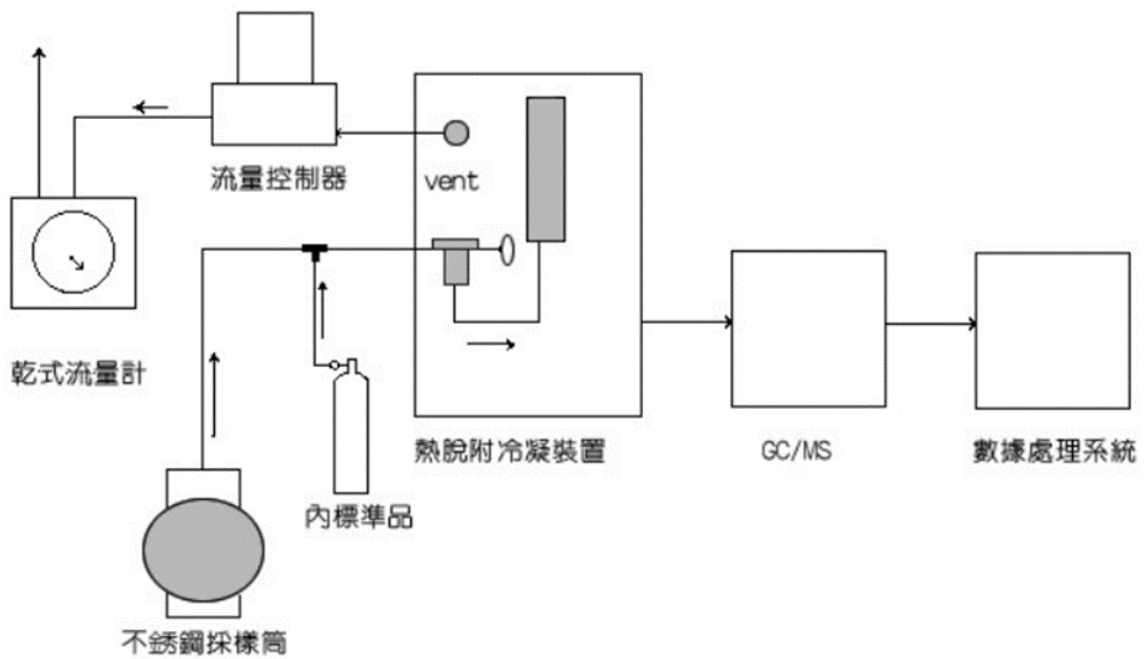 流量控制器
vent
乾式流量計
熱脫附冷凝裝置
GC/MS
數據處理系統
內標準品
不銹鋼採樣筒